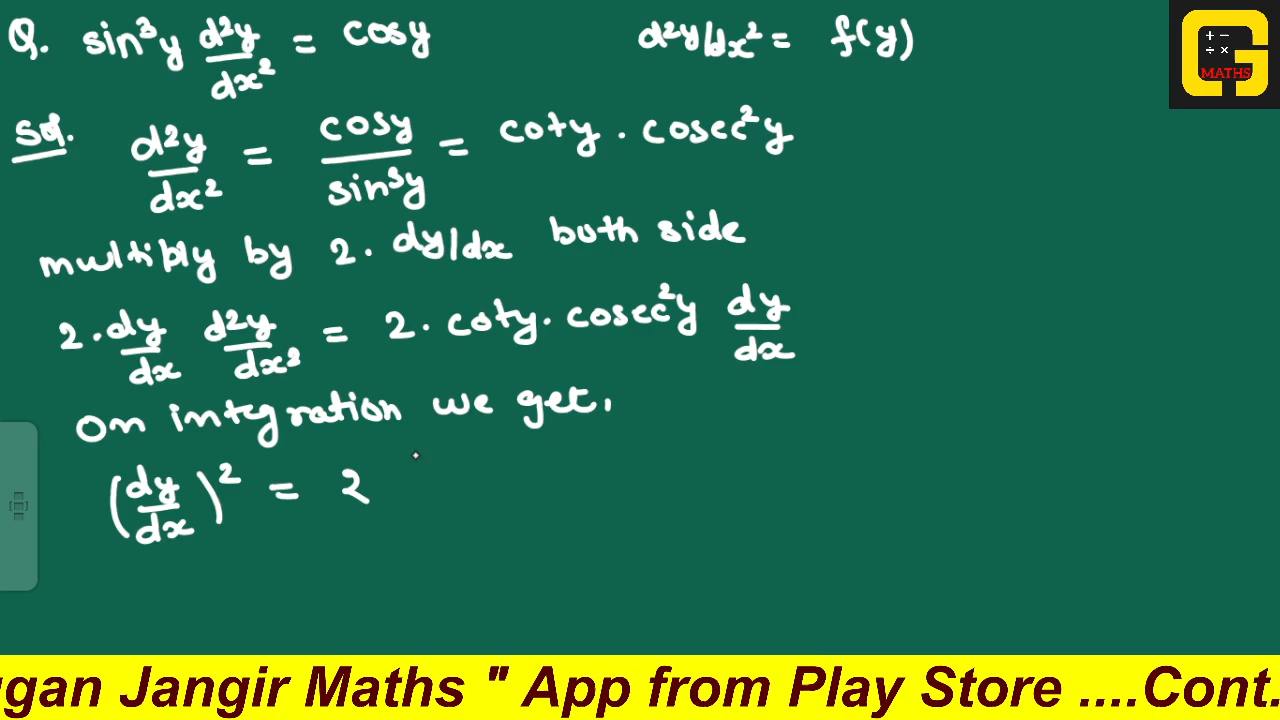 Q. sin³y d²y/dx² = cosy
d²y/dx² = f(y)
+ −
÷ ×
MATHS
Sol. d²y/dx² = cosy/sin³y = coty . cosec²y
multiply by 2. dy/dx both side
2. dy/dx d²y/dx² = 2. coty. cosec²y dy/dx
On integration we get,
(dy/dx)² = 2
ggan Jangir Maths " App from Play Store ....Cont.